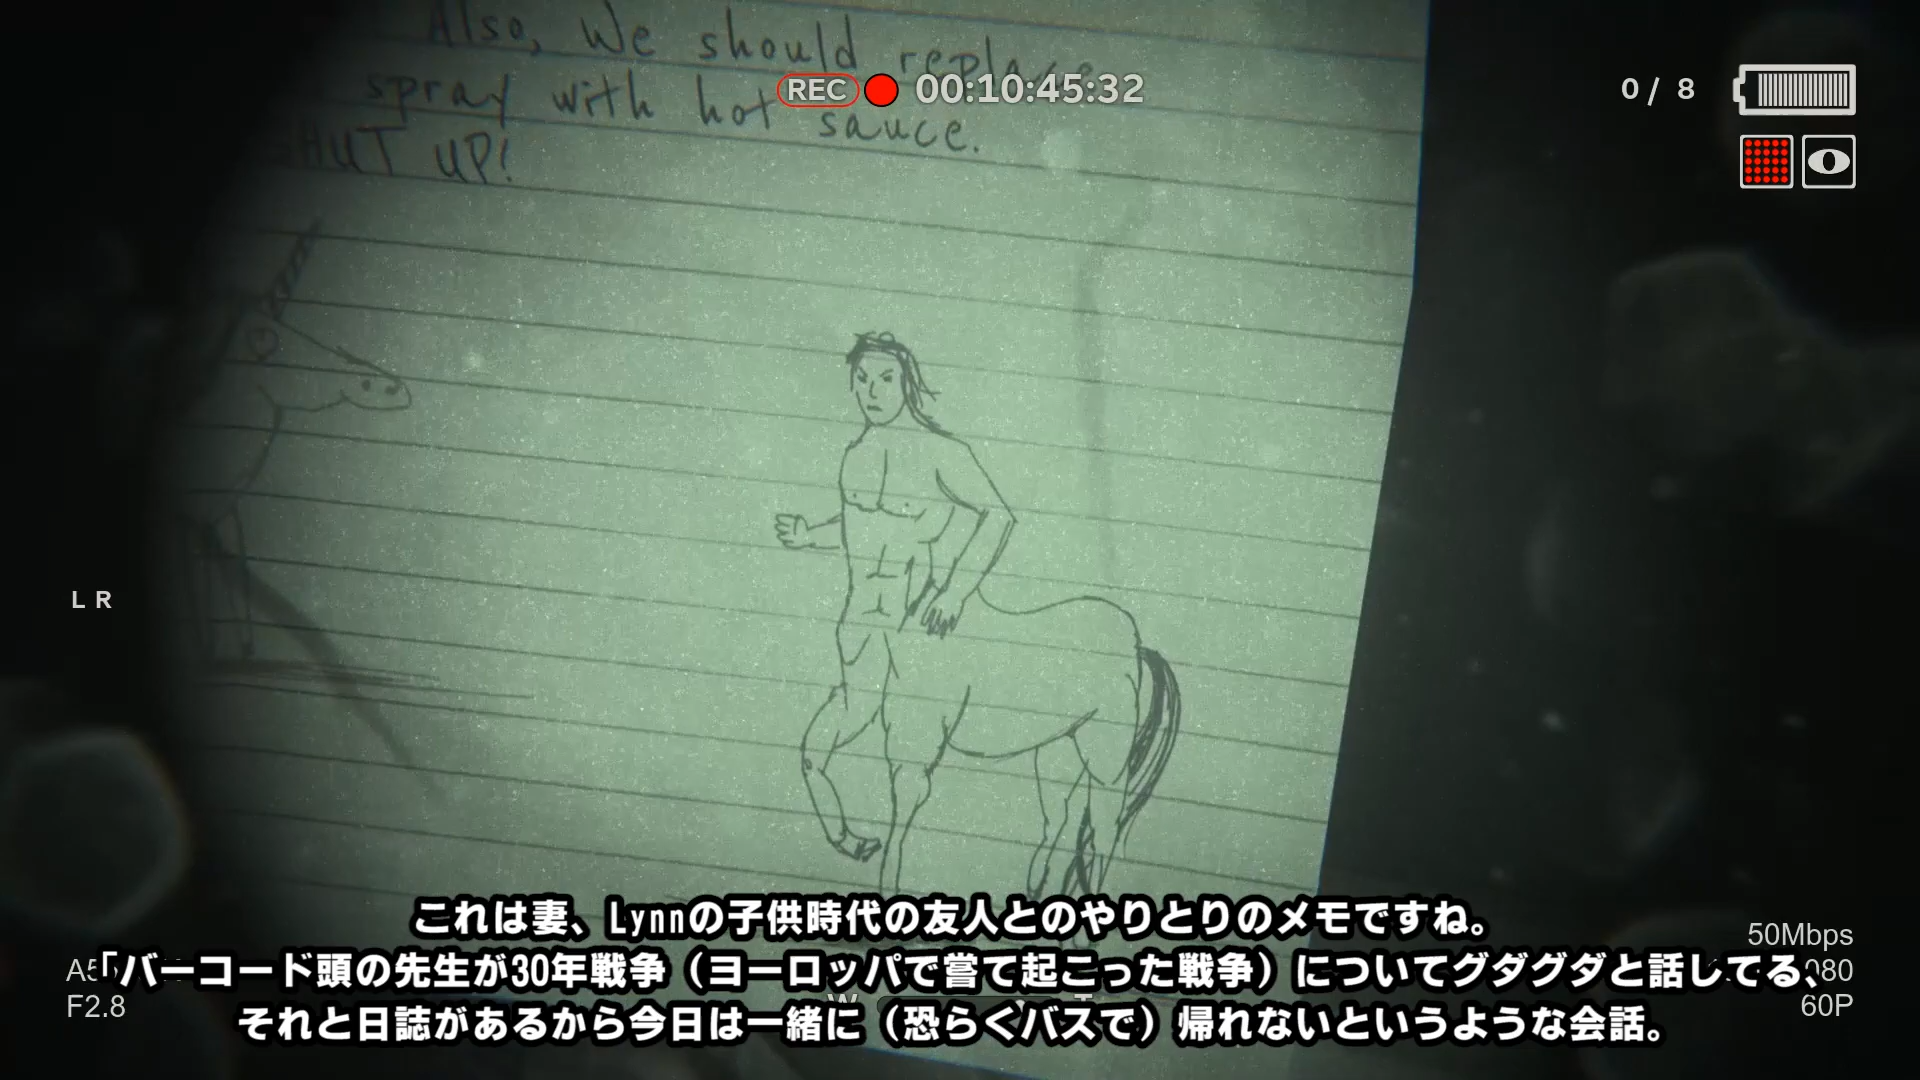 Also, We should replace
spray with hot sauce.
SHUT UP!
REC 00:10:45:32
0 / 8
L R
これは妻、Lynnの子供時代の友人とのやりとりのメモですね。
「バーコード頭の先生が30年戦争（ヨーロッパで嘗て起こった戦争）についてグダグダと話してる、
それと日誌があるから今日は一緒に（恐らくバスで）帰れないというような会話。
50Mbps
080
F2.8
60P
W T